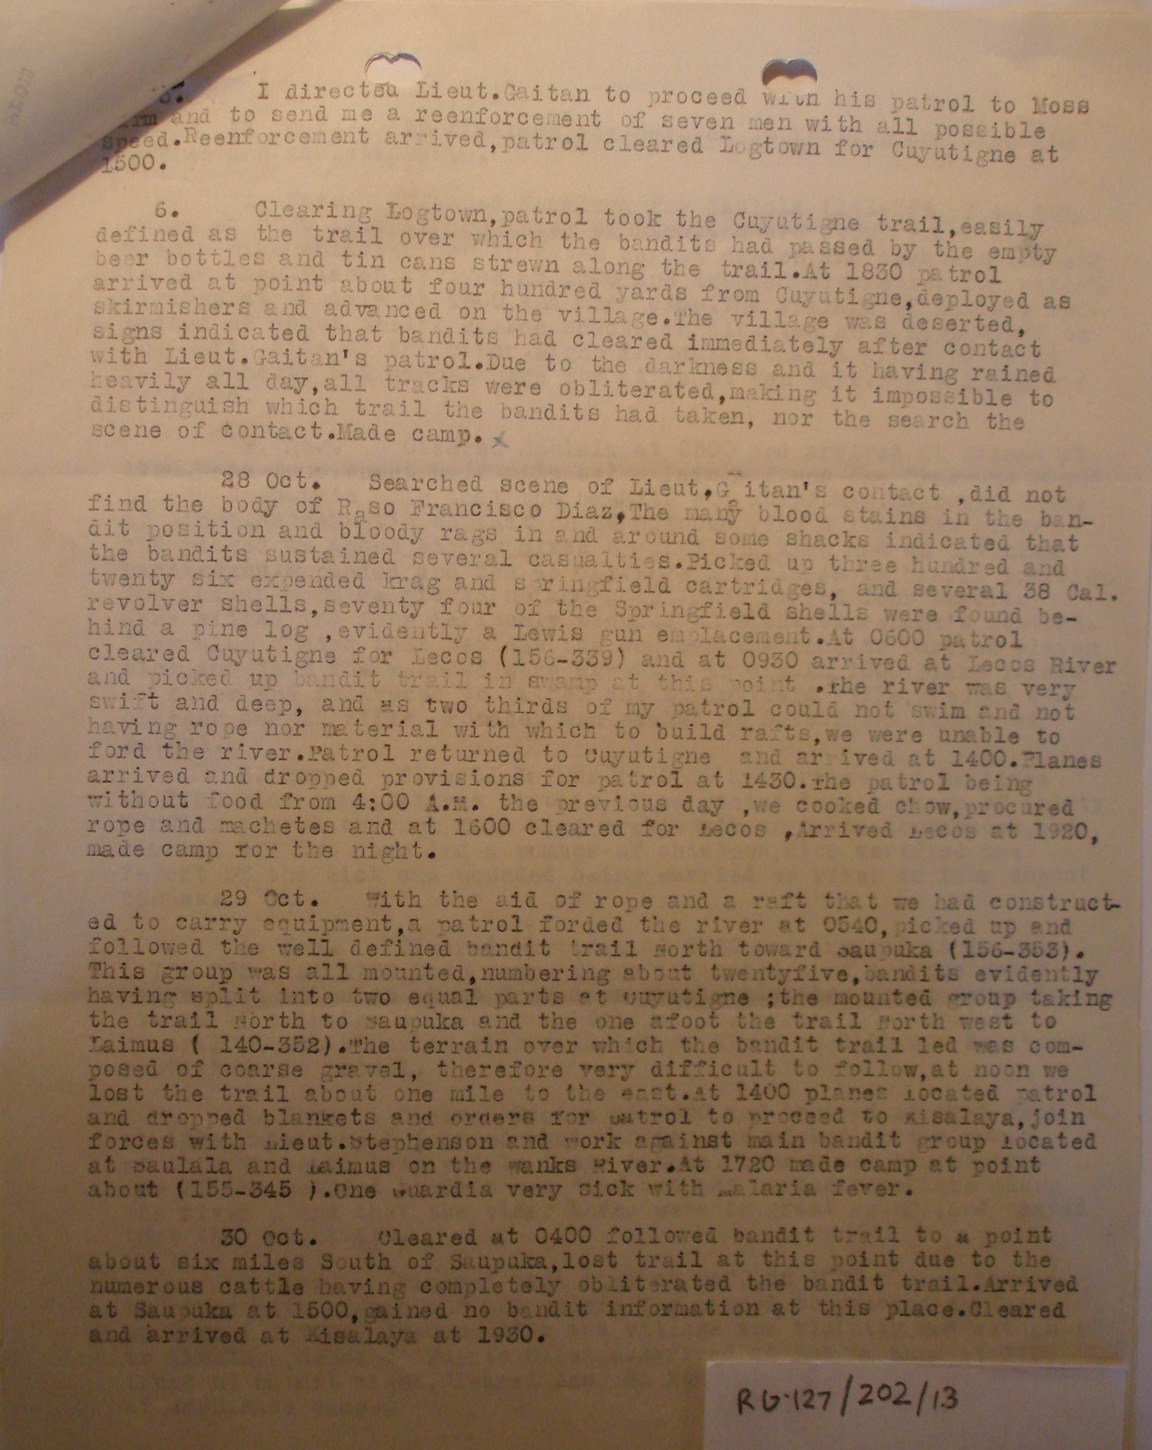 5. I directed Lieut.Gaitan to proceed with his patrol to Moss
and to send me a reenforcement of seven men with all possible
speed.Reenforcement arrived,patrol cleared Logtown for Cuyutigne at
1500.
6. Clearing Logtown,patrol took the Cuyutigne trail,easily
defined as the trail over which the bandits had passed by the empty
beer bottles and tin cans strewn along the trail.At 1830 patrol
arrived at point about four hundred yards from Cuyutigne,deployed as
skirmishers and advanced on the village.The village was deserted,
signs indicated that bandits had cleared immediately after contact
with Lieut.Gaitan's patrol.Due to the darkness and it having rained
heavily all day,all tracks were obliterated,making it impossible to
distinguish which trail the bandits had taken, nor the search the
scene of contact.Made camp. x
28 Oct. Searched scene of Lieut.Gaitan's contact ,did not
find the body of Raso Francisco Diaz,The many blood stains in the ban-
dit position and bloody rags in and around some shacks indicated that
the bandits sustained several casualties.Picked up three hundred and
twenty six expended krag and springfield cartridges, and several 38 Cal.
revolver shells,seventy four of the Springfield shells were found be-
hind a pine log ,evidently a Lewis gun emplacement.At 0600 patrol
cleared Cuyutigne for Lecos (156-339) and at 0930 arrived at Lecos River
and picked up bandit trail in swamp at this point .The river was very
swift and deep, and as two thirds of my patrol could not swim and not
having rope nor material with which to build rafts,we were unable to
ford the river.Patrol returned to Cuyutigne and arrived at 1400.Planes
arrived and dropped provisions for patrol at 1430.The patrol being
without food from 4:00 A.M. the previous day ,we cooked chow,procured
rope and machetes and at 1600 cleared for Lecos ,Arrived Lecos at 1920,
made camp for the night.
29 Oct. With the aid of rope and a raft that we had construct-
ed to carry equipment,a patrol forded the river at 0540,picked up and
followed the well defined bandit trail North toward Saupuka (156-353).
This group was all mounted,numbering about twentyfive,bandits evidently
having split into two equal parts at Cuyutigne ;the mounted group taking
the trail North to Saupuka and the one afoot the trail North west to
Laimus ( 140-352).The terrain over which the bandit trail led was com-
posed of coarse gravel, therefore very difficult to follow,at noon we
lost the trail about one mile to the east.At 1400 planes located patrol
and dropped blankets and orders for patrol to proceed to Kisalaya,join
forces with Lieut.Stephenson and work against main bandit group located
at Saulala and Laimus on the Wanks River.At 1720 made camp at point
about (155-345 ).One Guardia very sick with malaria fever.
30 Oct. Cleared at 0400 followed bandit trail to a point
about six miles South of Saupuka,lost trail at this point due to the
numerous cattle having completely obliterated the bandit trail.Arrived
at Saupuka at 1500,gained no bandit information at this place.Cleared
and arrived at Kisalaya at 1930.
RG127/202/13